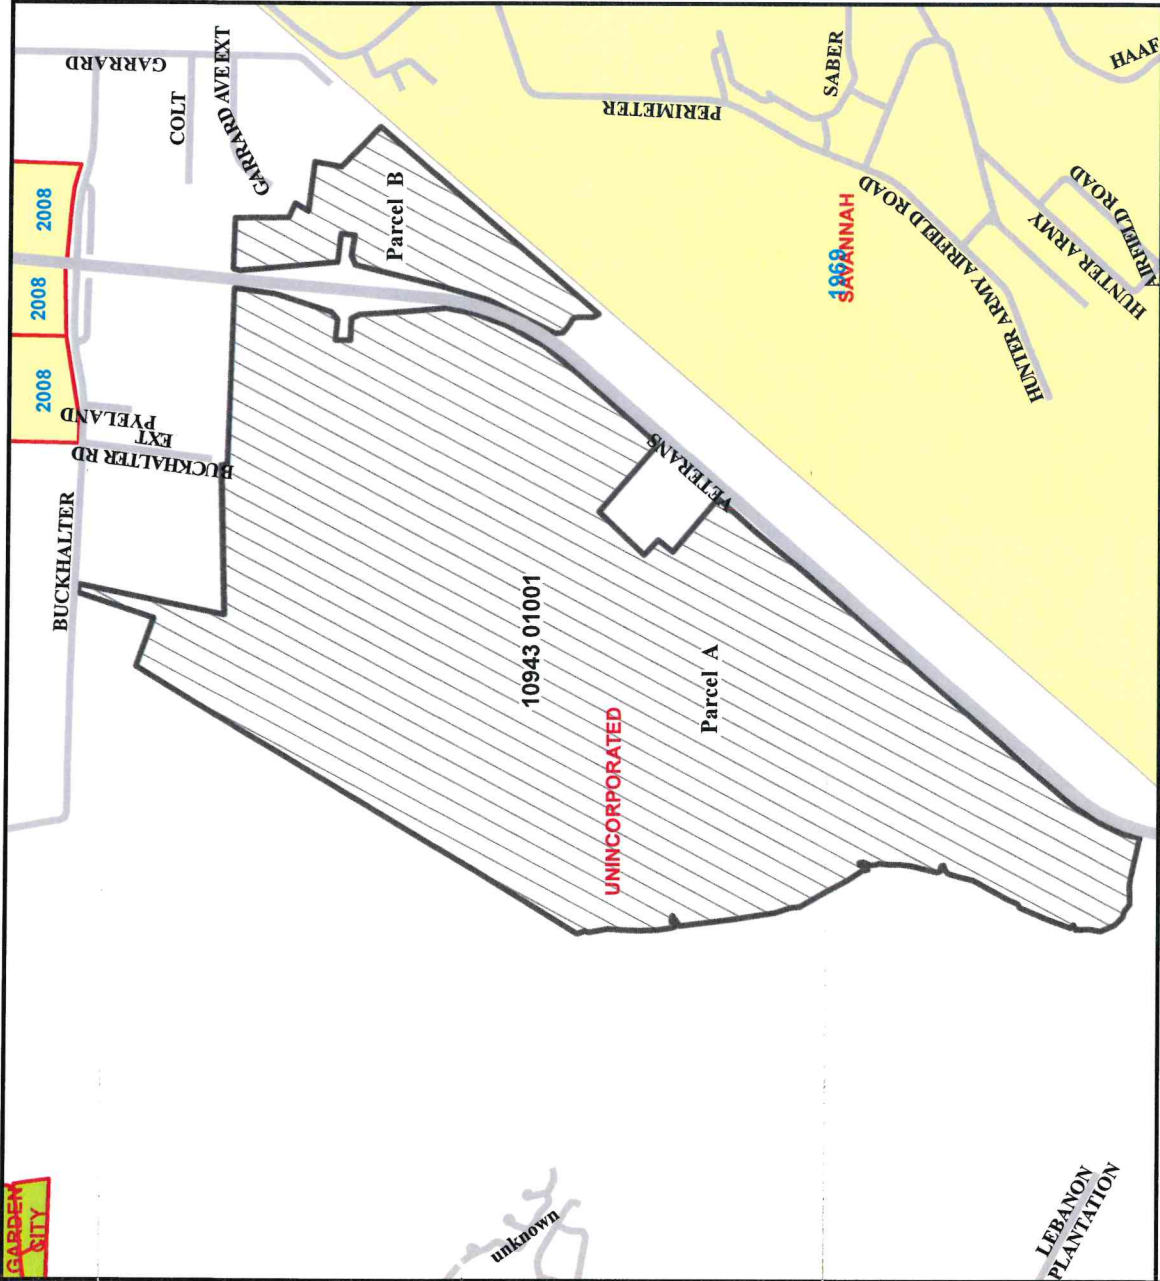 GARRARD
COLT
GARRARD AVE EXT
HAAF
SABER
PERIMETER
2008
2008
2008
Parcel B
HUNTER ARMY AIRFIELD ROAD
HUNTER ARMY
AIRFIELD ROAD
1969
SAVANNAH
PYELAND
EXT
BUCKHALTER RD
VETERANS
BUCKHALTER
10943 01001
Parcel A
UNINCORPORATED
GARDEN
CITY
unknown
LEBANON
PLANTATION